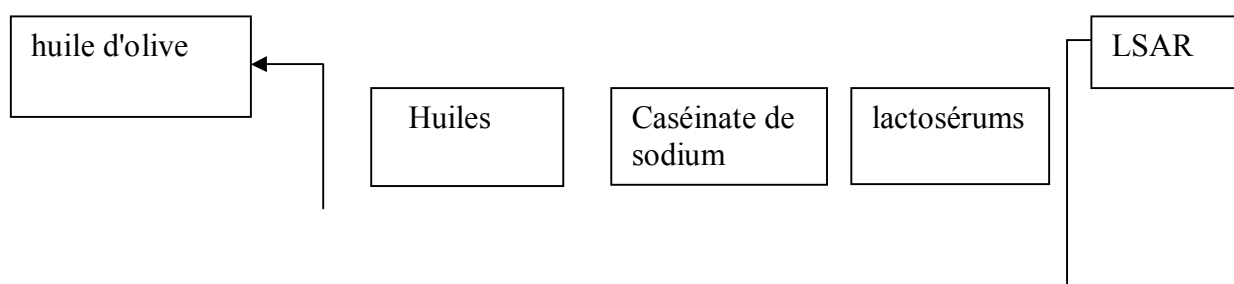 huile d'olive
LSAR
Huiles
Caséinate de
sodium
lactosérums